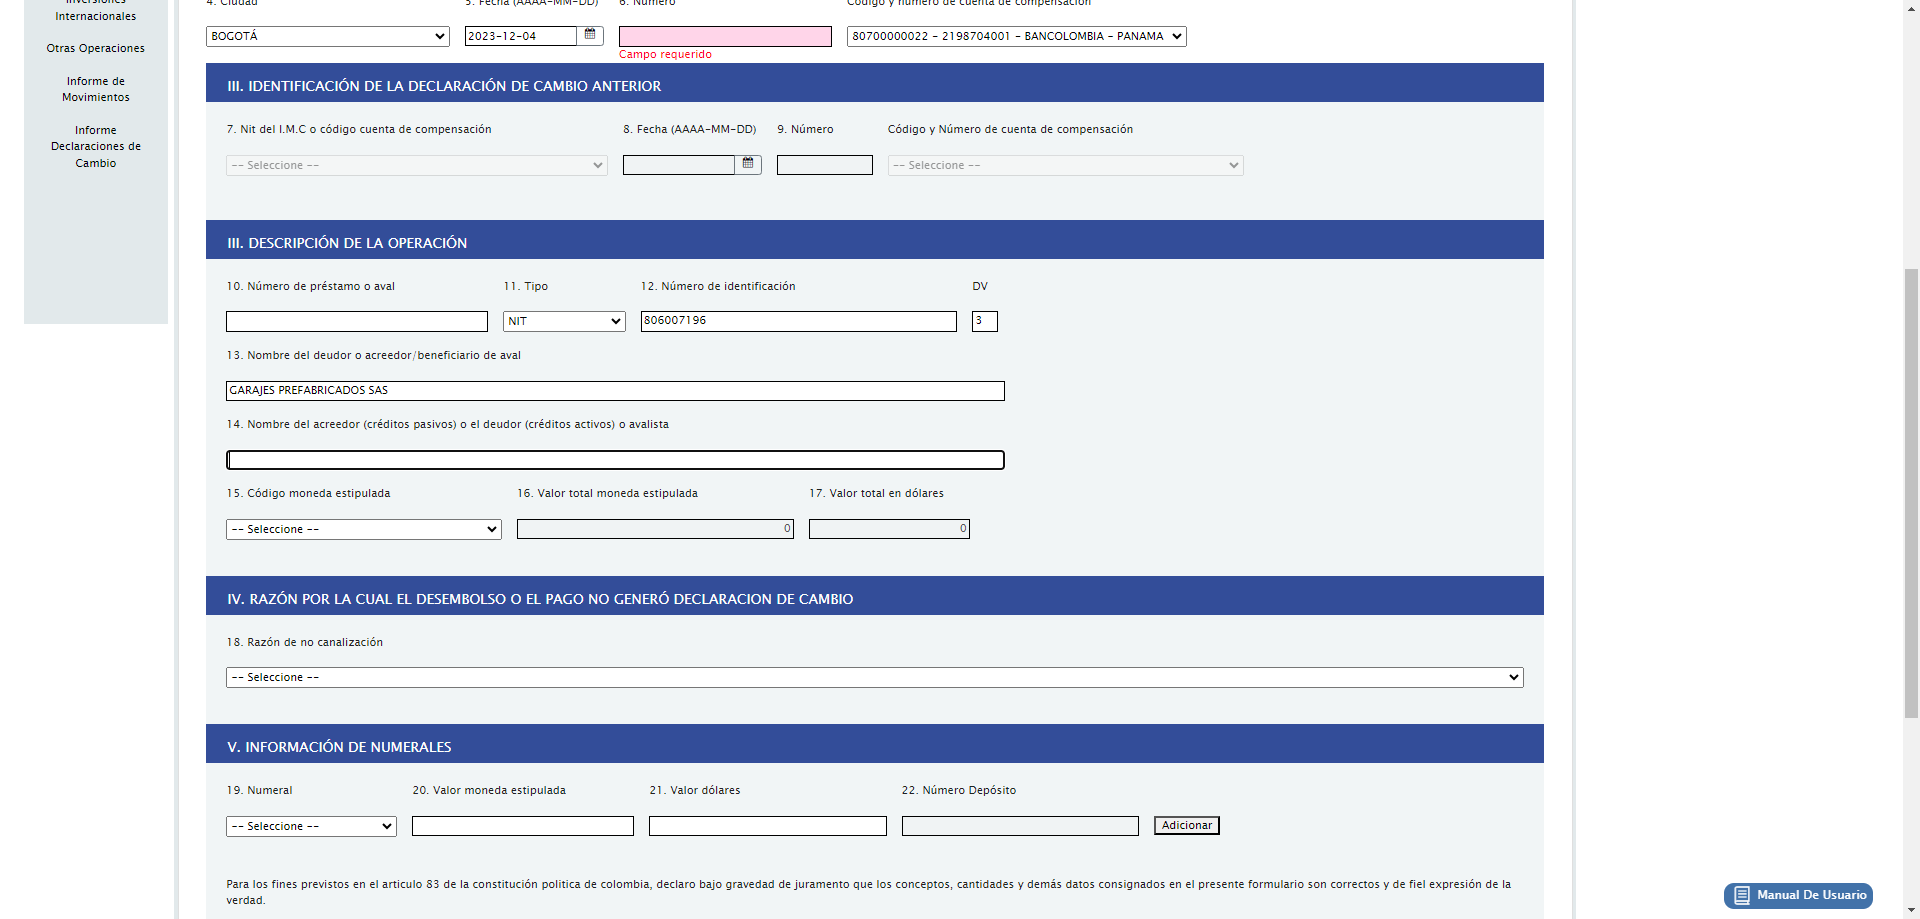 Inversiones
Internacionales
Otras Operaciones
Informe de
Movimientos
Informe
Declaraciones de
Cambio
4. Ciudad
5. Fecha (AAAA-MM-DD)
6. Número
Código y número de cuenta de compensación
BOGOTÁ
2023-12-04
80700000022 - 2198704001 - BANCOLOMBIA - PANAMA
Campo requerido
III. IDENTIFICACIÓN DE LA DECLARACIÓN DE CAMBIO ANTERIOR
7. Nit del I.M.C o código cuenta de compensación
8. Fecha (AAAA-MM-DD)
9. Número
Código y Número de cuenta de compensación
-- Seleccione --
-- Seleccione --
III. DESCRIPCIÓN DE LA OPERACIÓN
10. Número de préstamo o aval
11. Tipo
12. Número de identificación
DV
NIT
806007196
3
13. Nombre del deudor o acreedor/beneficiario de aval
GARAJES PREFABRICADOS SAS
14. Nombre del acreedor (créditos pasivos) o el deudor (créditos activos) o avalista
15. Código moneda estipulada
16. Valor total moneda estipulada
17. Valor total en dólares
-- Seleccione --
0
0
IV. RAZÓN POR LA CUAL EL DESEMBOLSO O EL PAGO NO GENERÓ DECLARACION DE CAMBIO
18. Razón de no canalización
-- Seleccione --
V. INFORMACIÓN DE NUMERALES
19. Numeral
20. Valor moneda estipulada
21. Valor dólares
22. Número Depósito
-- Seleccione --
Adicionar
Para los fines previstos en el articulo 83 de la constitución politica de colombia, declaro bajo gravedad de juramento que los conceptos, cantidades y demás datos consignados en el presente formulario son correctos y de fiel expresión de la
verdad.
Manual De Usuario